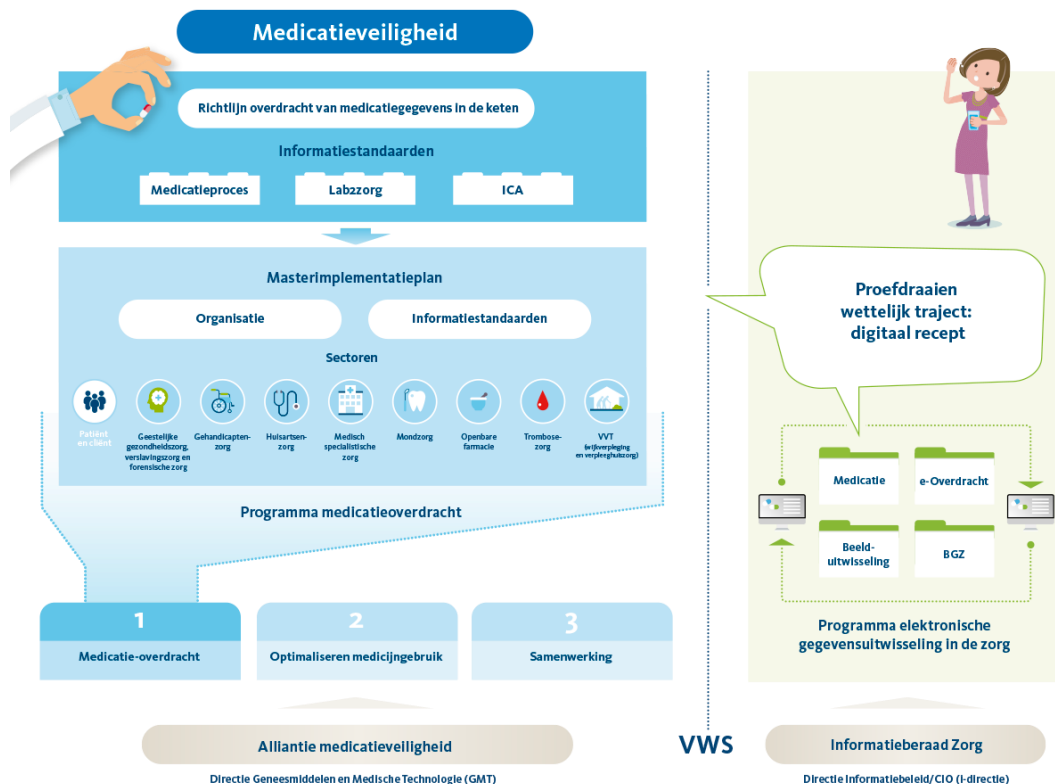 Medicatieveiligheid
Richtlijn overdracht van medicatiegegevens in de keten
Informatiestandaarden
Medicatieproces
Lab2zorg
ICA
Masterimplementatieplan
Organisatie
Informatiestandaarden
Sectoren
Patiënt
en cliënt
Geestelijke
gezondheidszorg,
verslavingszorg en
forensische zorg
Gehandicapten-
zorg
Huisartsen-
zorg
Medisch
specialistische
zorg
Mondzorg
Openbare
farmacie
Trombose-
zorg
VVT
(wijkverpleging
en verpleeghuiszorg)
Programma medicatieoverdracht
1
Medicatie-overdracht
2
Optimaliseren medicijngebruik
3
Samenwerking
Alliantie medicatieveiligheid
Directie Geneesmiddelen en Medische Technologie (GMT)
VWS
Proefdraaien
wettelijk traject:
digitaal recept
Medicatie
e-Overdracht
Beeld-
uitwisseling
BGZ
Programma elektronische
gegevensuitwisseling in de zorg
Informatieberaad Zorg
Directie Informatiebeleid/CIO (I-directie)